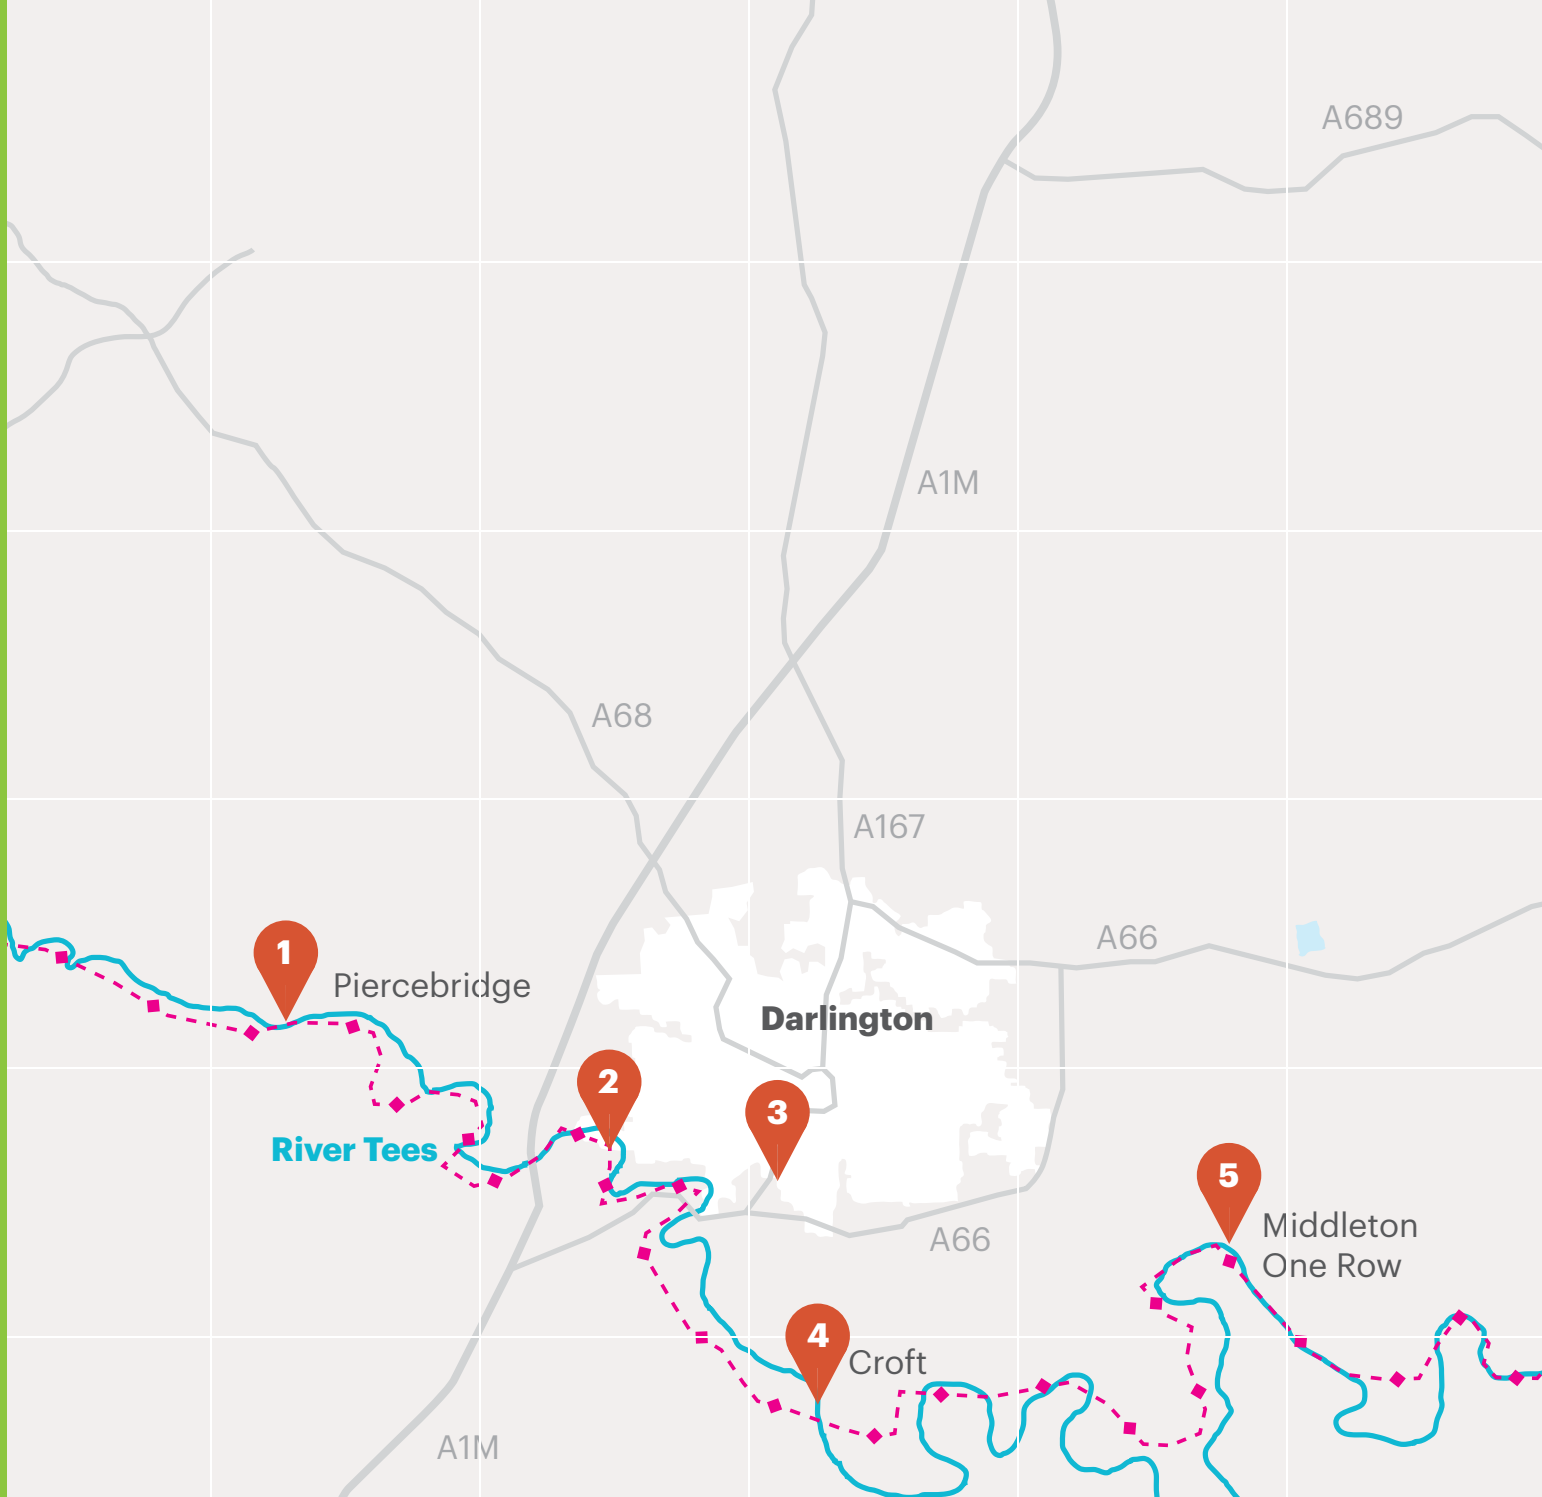 A689
A1M
A68
A167
A66
1
Piercebridge
Darlington
2
3
River Tees
5
Middleton
One Row
A66
4
Croft
A1M